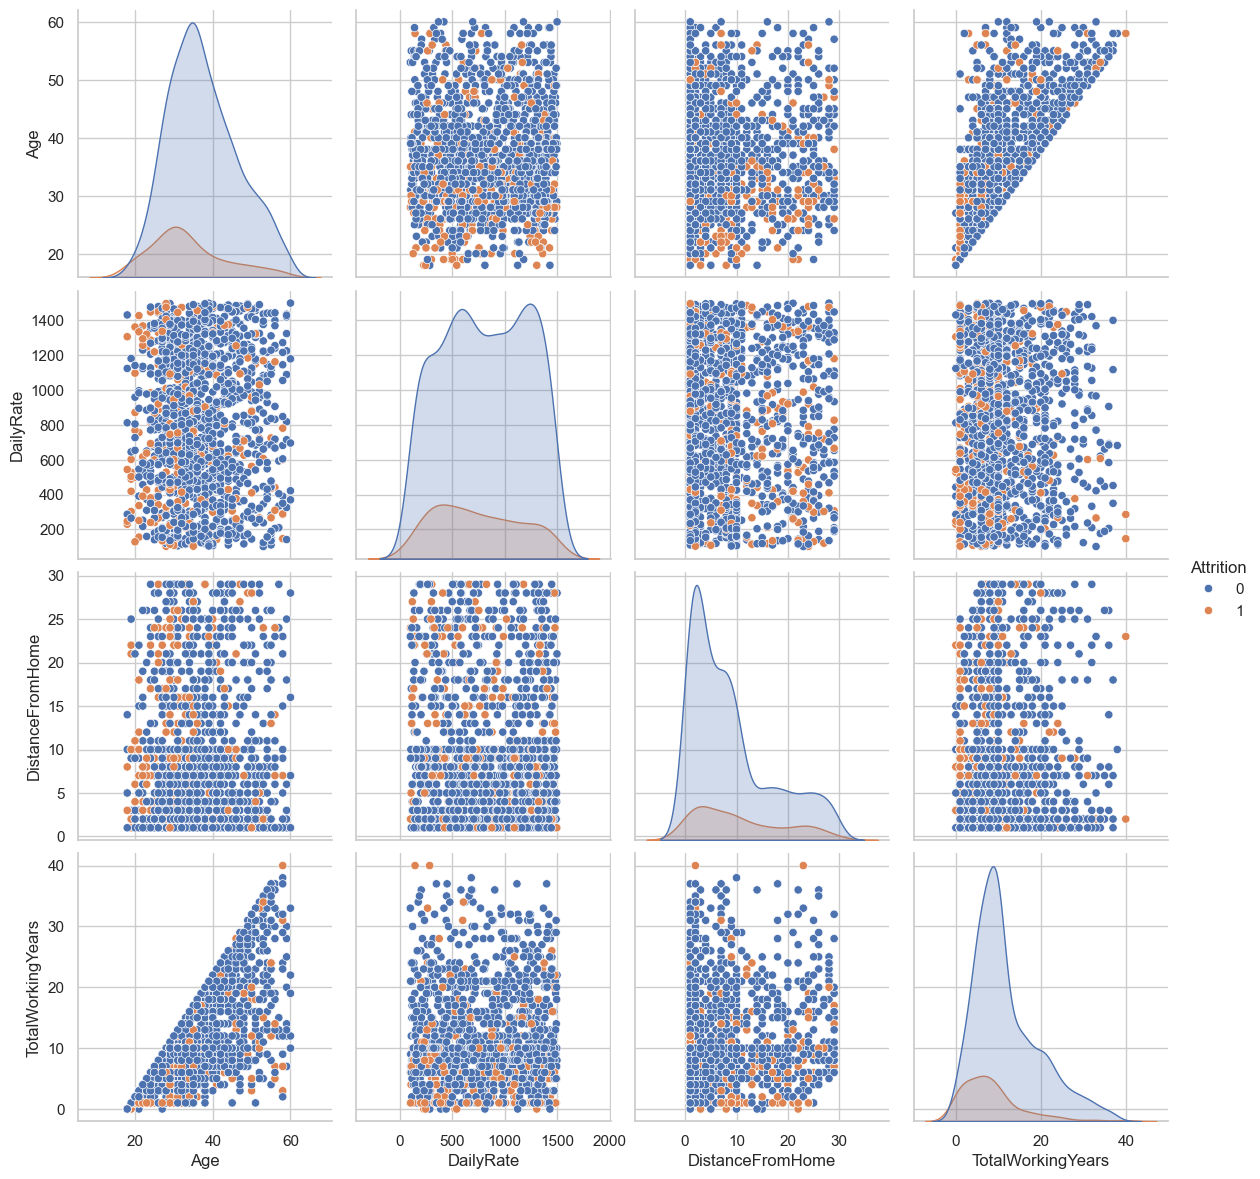 60
50
40
30
20
Age
1400
1200
1000
800
600
400
200
DailyRate
30
25
20
15
10
5
0
DistanceFromHome
40
30
20
10
0
TotalWorkingYears
20 40 60
Age
0 500 1000 1500 2000
DailyRate
0 10 20 30
DistanceFromHome
0 20 40
TotalWorkingYears
Attrition
0
1